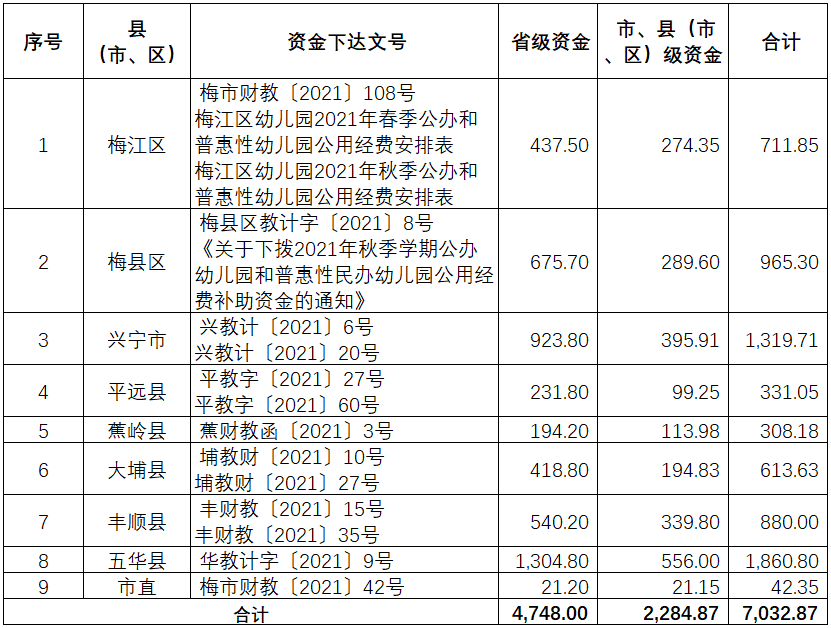 序号 县（市、区） 资金下达文号 省级资金 市、县（市、区）级资金 合计
1 梅江区 梅市财教〔2021〕108号
梅江区幼儿园2021年春季公办和
普惠性幼儿园公用经费安排表
梅江区幼儿园2021年秋季公办和
普惠性幼儿园公用经费安排表 437.50 274.35 711.85
2 梅县区 梅县区教计字〔2021〕8号
《关于下拨2021年秋季学期公办
幼儿园和普惠性民办幼儿园公用经
费补助资金的通知》 675.70 289.60 965.30
3 兴宁市 兴教计〔2021〕6号
兴教计〔2021〕20号 923.80 395.91 1,319.71
4 平远县 平教字〔2021〕27号
平教字〔2021〕60号 231.80 99.25 331.05
5 蕉岭县 蕉财教函〔2021〕3号 194.20 113.98 308.18
6 大埔县 埔教财〔2021〕10号
埔教财〔2021〕27号 418.80 194.83 613.63
7 丰顺县 丰财教〔2021〕15号
丰财教〔2021〕35号 540.20 339.80 880.00
8 五华县 华教计字〔2021〕9号 1,304.80 556.00 1,860.80
9 市直 梅市财教〔2021〕42号 21.20 21.15 42.35
合计 4,748.00 2,284.87 7,032.87